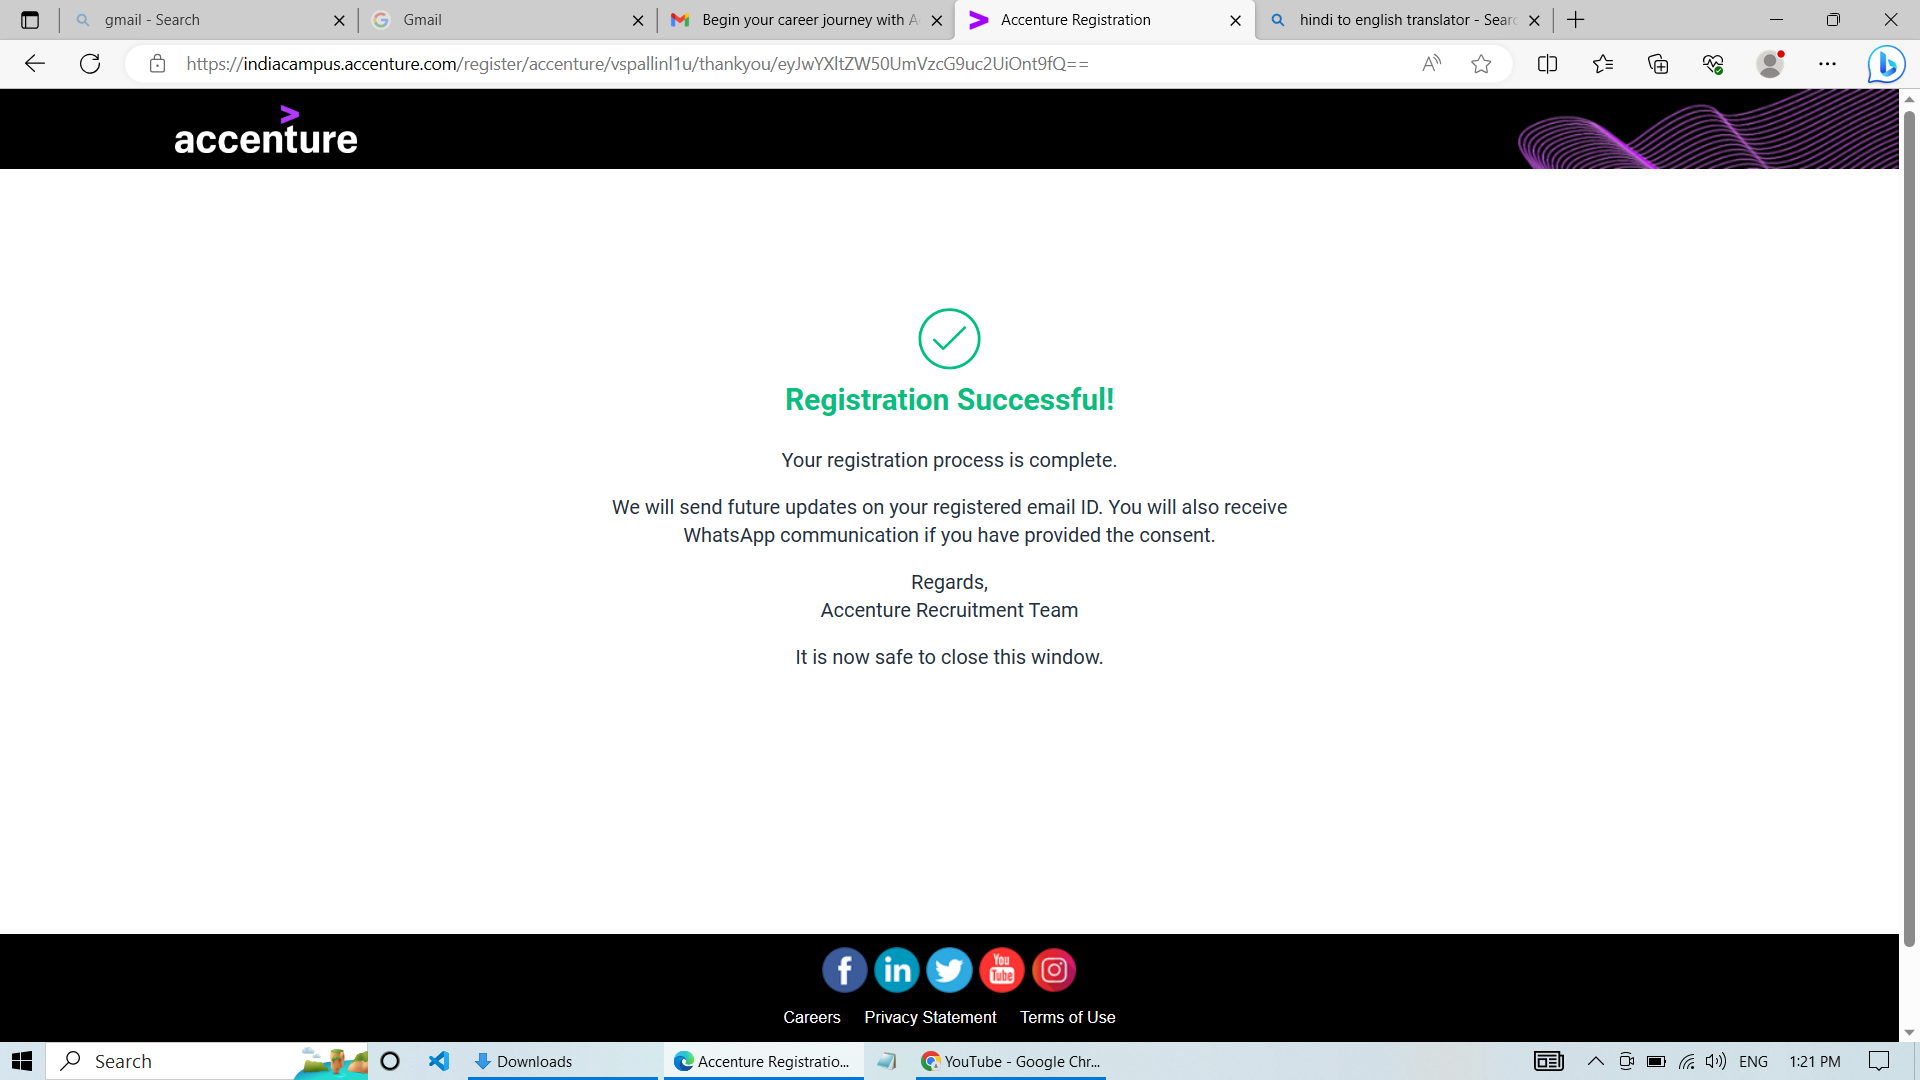 gmail - Search
Gmail
Begin your career journey with A
Accenture Registration
hindi to english translator - Sear
https://indiacampus.accenture.com/register/accenture/vspallinl1u/thankyou/eyJwYXltZW50UmVzcG9uc2UiOnt9fQ==
accenture
Registration Successful!
Your registration process is complete.
We will send future updates on your registered email ID. You will also receive
WhatsApp communication if you have provided the consent.
Regards,
Accenture Recruitment Team
It is now safe to close this window.
You
Tube
Careers Privacy Statement Terms of Use
Search
Downloads
Accenture Registratio...
YouTube - Google Chr...
ENG
1:21 PM